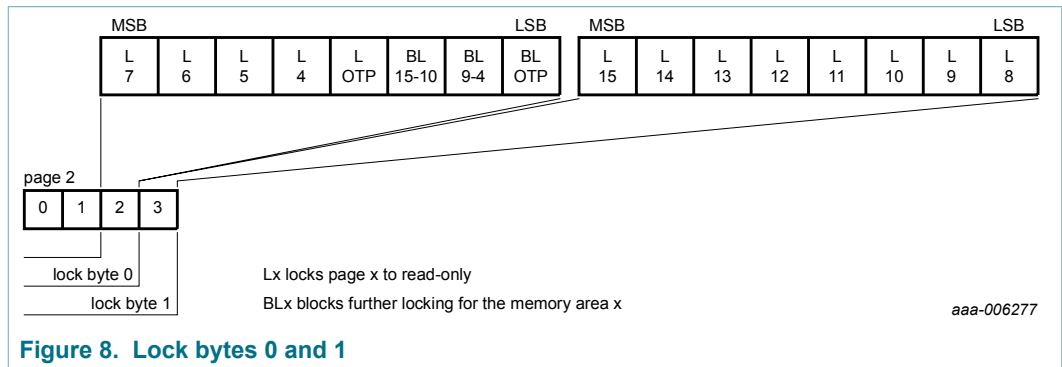 MSB LSB MSB LSB
L 7 L 6 L 5 L 4 L OTP BL 15-10 BL 9-4 BL OTP L 15 L 14 L 13 L 12 L 11 L 10 L 9 L 8
page 2
0 1 2 3
lock byte 0 Lx locks page x to read-only
lock byte 1 BLx blocks further locking for the memory area x
aaa-006277
Figure 8. Lock bytes 0 and 1